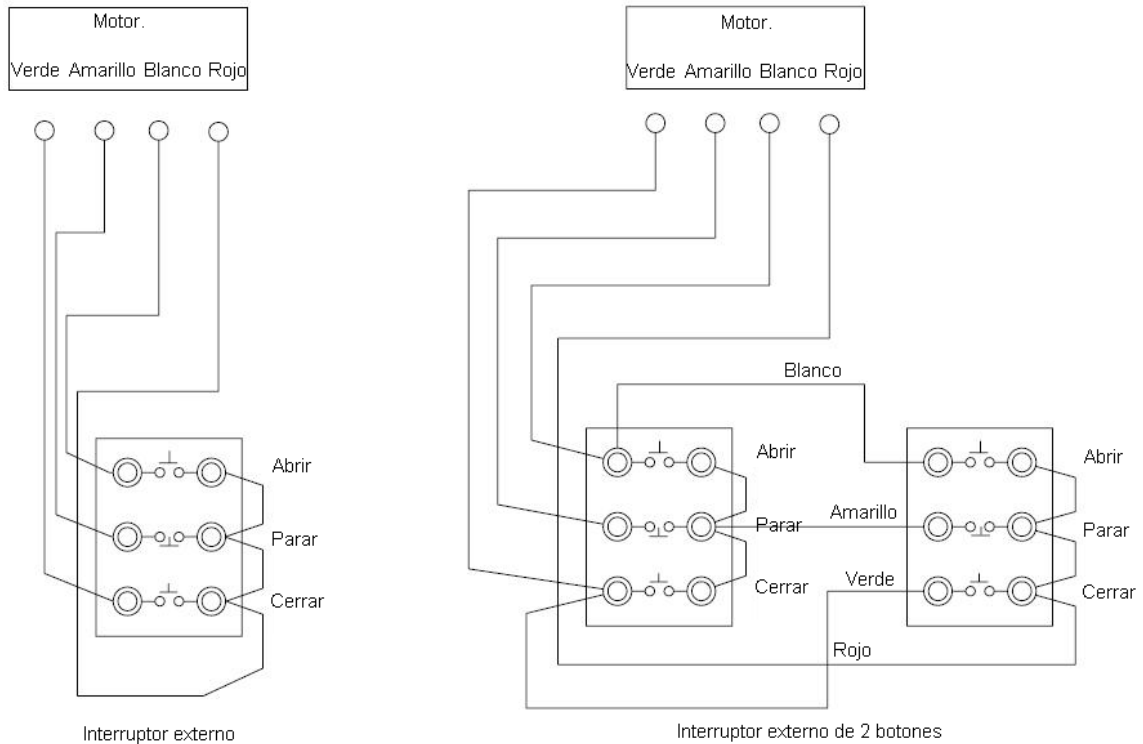 Motor.
Verde Amarillo Blanco Rojo
Abrir
Parar
Cerrar
Interruptor externo
Motor.
Verde Amarillo Blanco Rojo
Blanco
Abrir
Abrir
Amarillo
Parar
Parar
Verde
Cerrar
Cerrar
Rojo
Interruptor externo de 2 botones